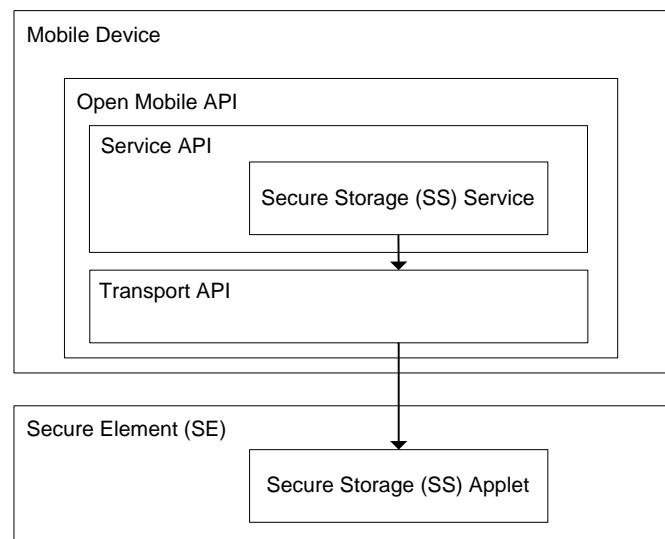 Mobile Device
Open Mobile API
Service API
Secure Storage (SS) Service
Transport API
Secure Element (SE)
Secure Storage (SS) Applet